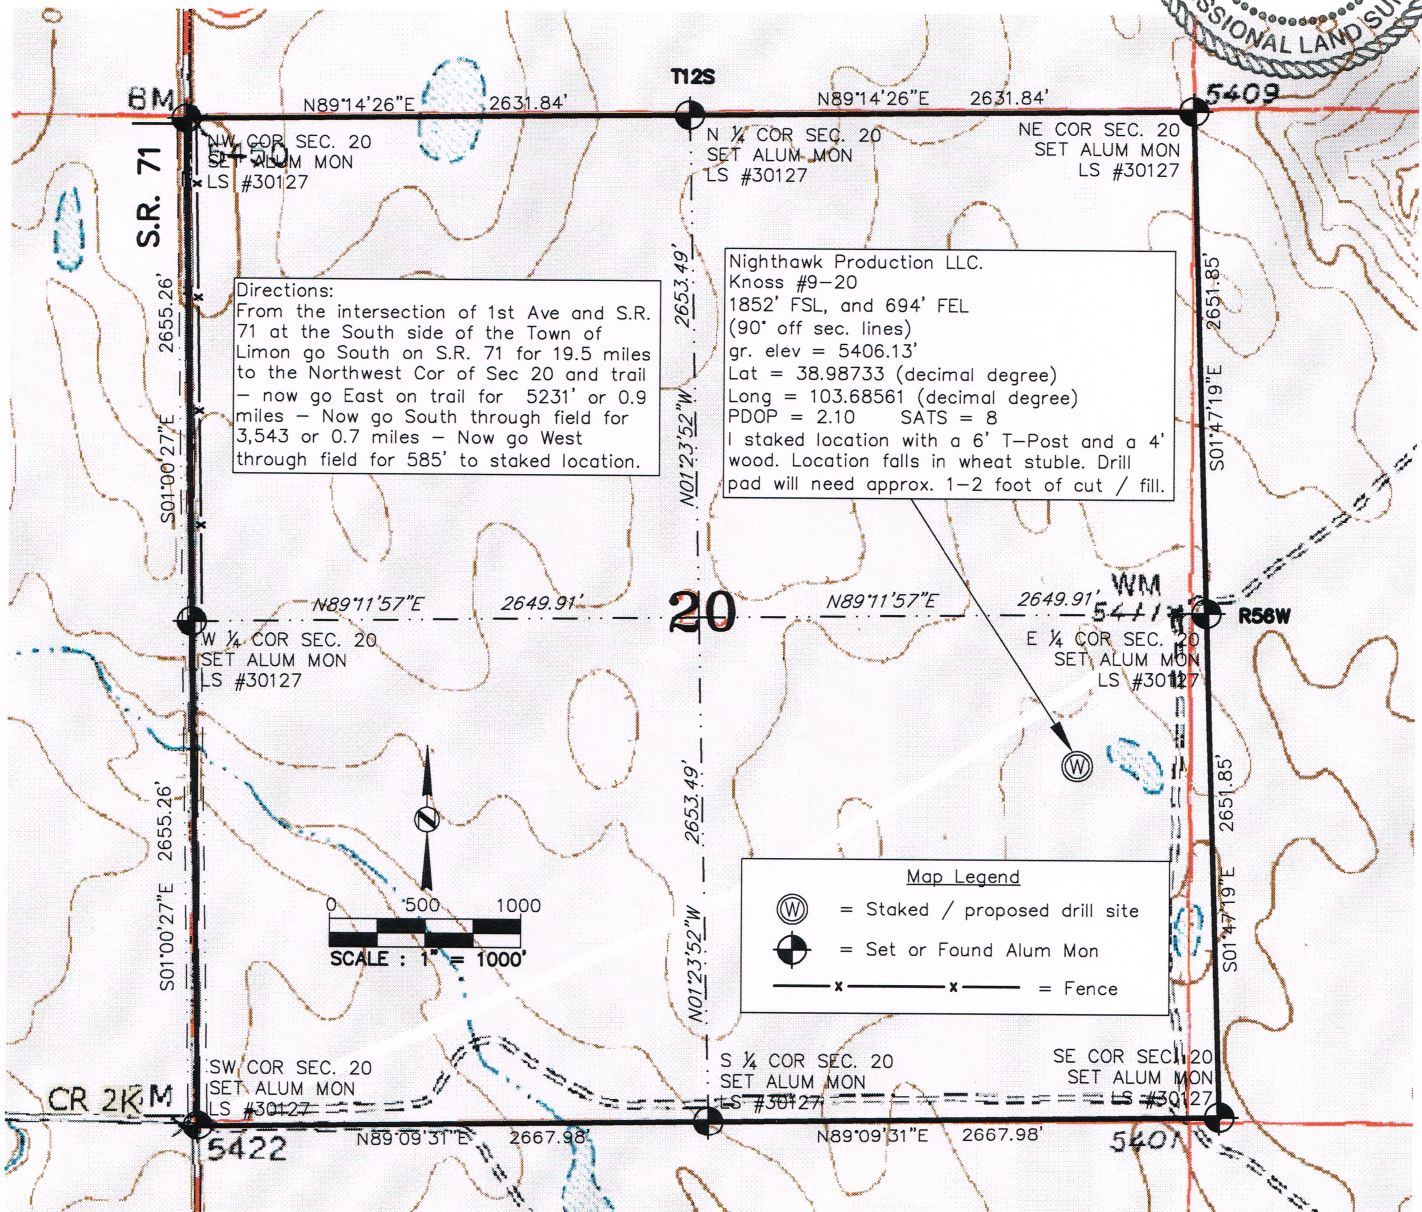 SSIONAL LAND SUR
T12S
BM
N89°14'26"E 2631.84'
N89°14'26"E 2631.84'
5409
NW COR SEC. 20
SET ALUM MON
LS #30127
5430
N ¼ COR SEC. 20
SET ALUM MON
LS #30127
NE COR SEC. 20
SET ALUM MON
LS #30127
S.R. 71
Directions:
From the intersection of 1st Ave and S.R.
71 at the South side of the Town of
Limon go South on S.R. 71 for 19.5 miles
to the Northwest Cor of Sec 20 and trail
– now go East on trail for 5231' or 0.9
miles – Now go South through field for
3,543 or 0.7 miles – Now go West
through field for 585' to staked location.
Nighthawk Production LLC.
Knoss #9-20
1852' FSL, and 694' FEL
(90° off sec. lines)
gr. elev = 5406.13'
Lat = 38.98733 (decimal degree)
Long = 103.68561 (decimal degree)
PDOP = 2.10 SATS = 8
I staked location with a 6' T-Post and a 4'
wood. Location falls in wheat stuble. Drill
pad will need approx. 1-2 foot of cut / fill.
S01°00'27"E 2655.26'
N01°23'52"W 2653.49'
S01°47'19"E 2651.85'
N89°11'57"E 2649.91'
20
N89°11'57"E 2649.91'
WM
5411
R56W
W ¼ COR SEC. 20
SET ALUM MON
LS #30127
E ¼ COR SEC. 20
SET ALUM MON
LS #30127
W
S01°00'27"E 2655.26'
N01°23'52"W 2653.49'
S01°47'19"E 2651.85'
0 500 1000
SCALE : 1" = 1000'
Map Legend
W = Staked / proposed drill site
= Set or Found Alum Mon
x x = Fence
SW COR SEC. 20
SET ALUM MON
LS #30127
S ¼ COR SEC. 20
SET ALUM MON
LS #30127
SE COR SEC. 20
SET ALUM MON
LS #30127
CR 2K M
5422
N89°09'31"E 2667.98'
N89°09'31"E 2667.98'
5401